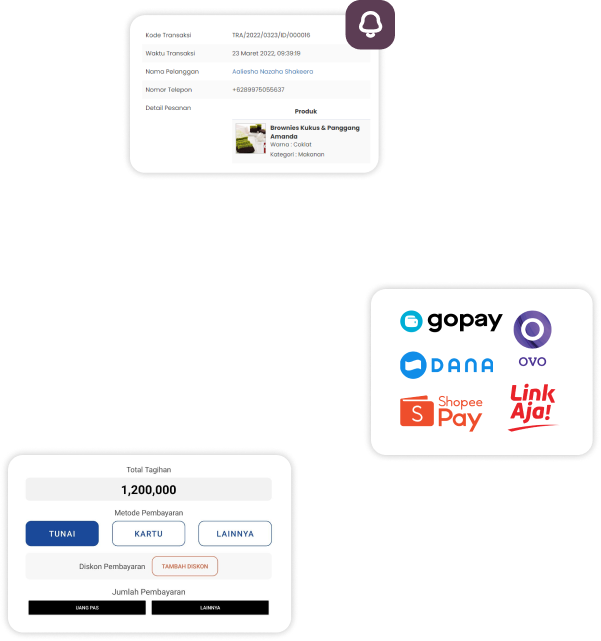 Kode Transaksi TRA/2022/0323/ID/000016
Waktu Transaksi 23 Maret 2022, 09:39:19
Nama Pelanggan Aaliesha Nazaha Shakeera
Nomor Telepon +6289975055637
Detail Pesanan
Produk
Brownies Kukus & Panggang
Amanda
Warna : Coklat
Kategori : Makanan
gopay
OVO
DANA
Shopee
Pay
Link
Aja!
Total Tagihan
1,200,000
Metode Pembayaran
TUNAI KARTU LAINNYA
Diskon Pembayaran TAMBAH DISKON
Jumlah Pembayaran
UANG PAS LAINNYA